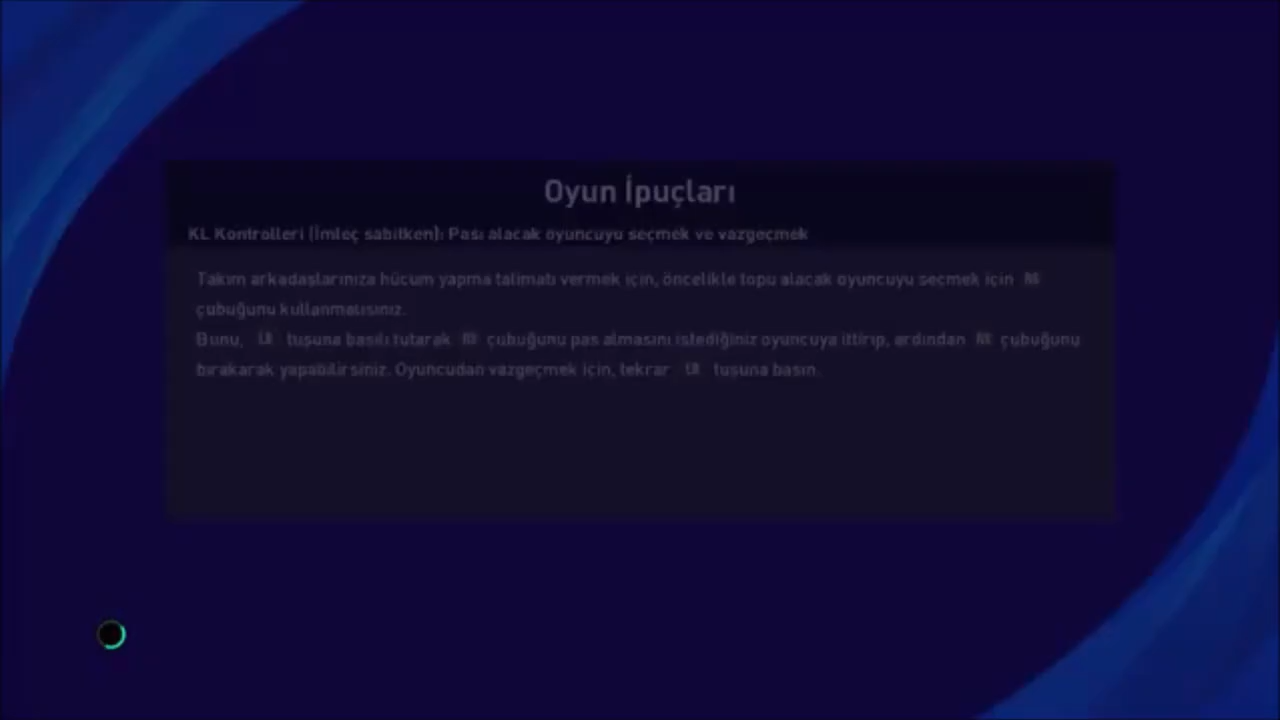 Oyun İpuçları
KL Kontrolleri (İmleç sabitken): Pası alacak oyuncuyu seçmek ve vazgeçmek
Takım arkadaşlarınıza hücum yapma talimatı vermek için, öncelikle topu alacak oyuncuyu seçmek için
çubuğunu kullanmalısınız.
Bunu, tuşuna basılı tutarak çubuğunu pas almasını istediğiniz oyuncuya ittirip, ardından çubuğunu
bırakarak yapabilirsiniz. Oyuncudan vazgeçmek için, tekrar tuşuna basın.